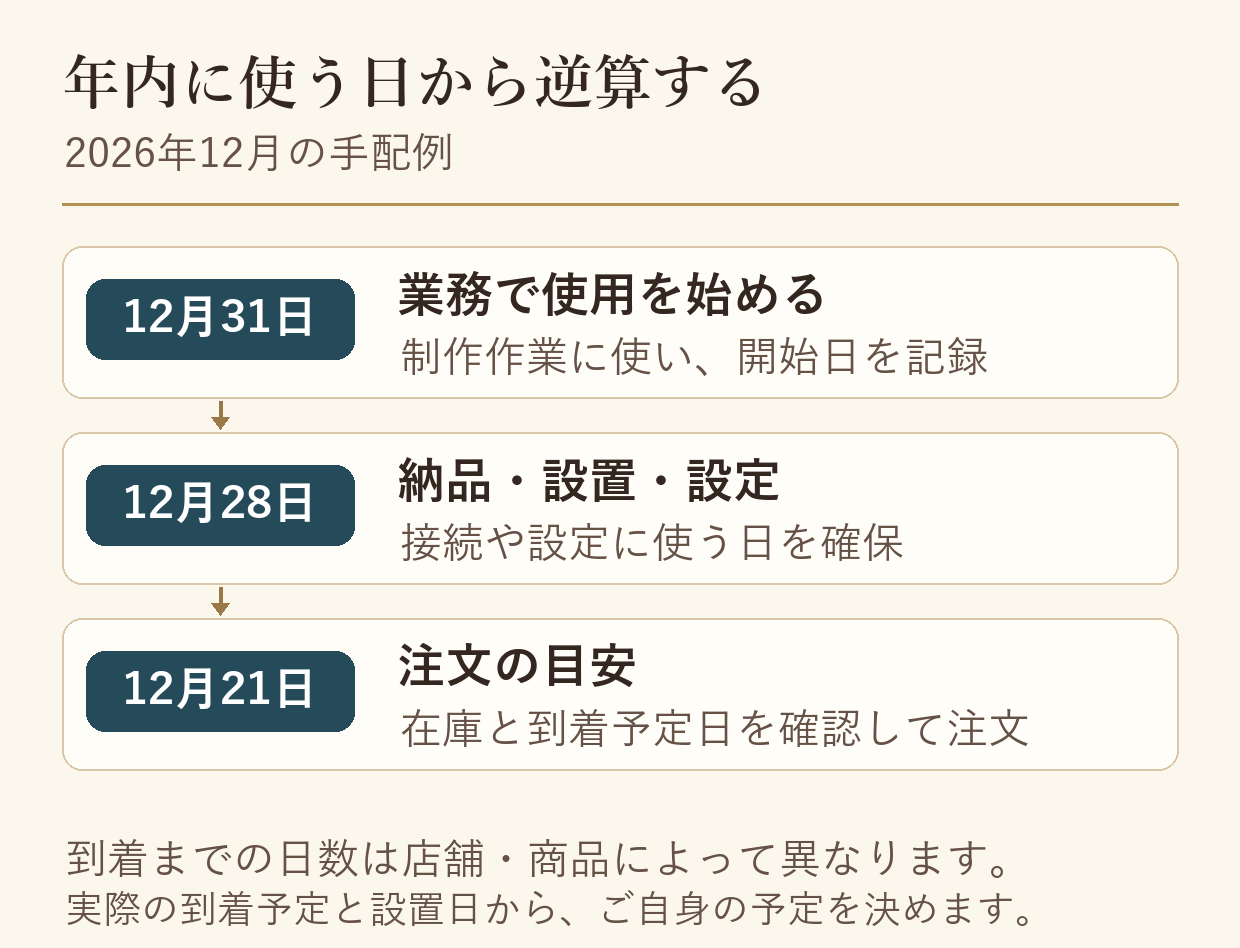 年内に使う日から逆算する
2026年12月の手配例
12月31日
業務で使用を始める
制作作業に使い、開始日を記録
12月28日
納品・設置・設定
接続や設定に使う日を確保
12月21日
注文の目安
在庫と到着予定日を確認して注文
到着までの日数は店舗・商品によって異なります。
実際の到着予定と設置日から、ご自身の予定を決めます。